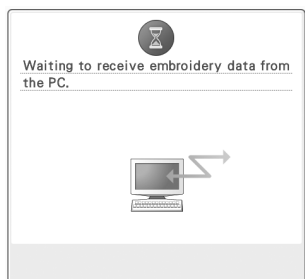 Waiting to receive embroidery data from
the PC.